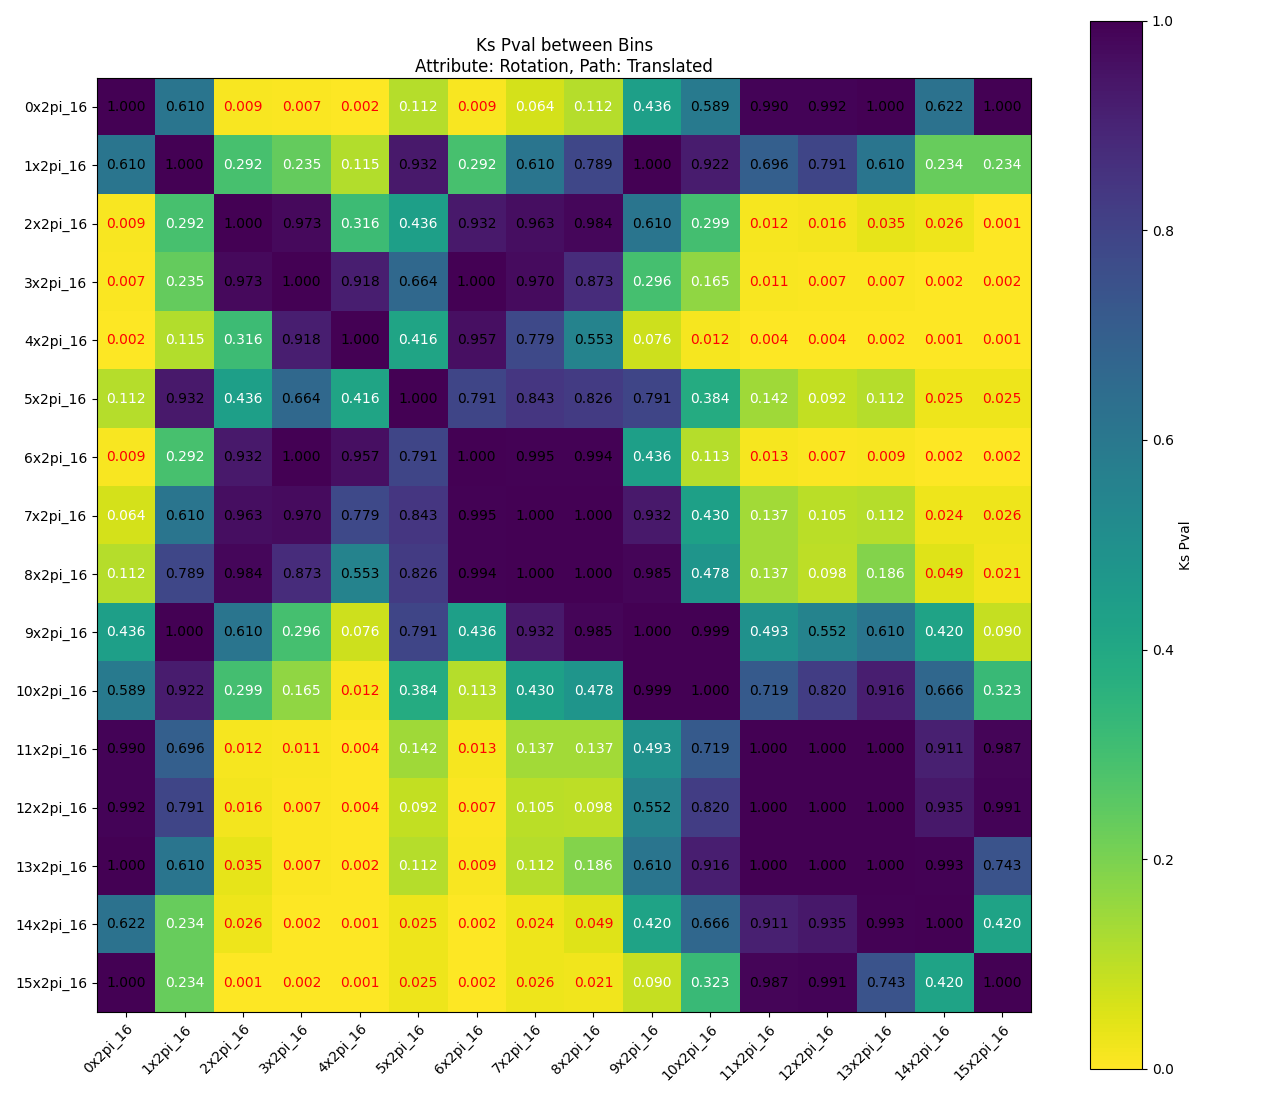 Ks Pval between Bins
Attribute: Rotation, Path: Translated
0x2pi_16 1.000 0.610 0.009 0.007 0.002 0.112 0.009 0.064 0.112 0.436 0.589 0.990 0.992 1.000 0.622 1.000
1x2pi_16 0.610 1.000 0.292 0.235 0.115 0.932 0.292 0.610 0.789 1.000 0.922 0.696 0.791 0.610 0.234 0.234
2x2pi_16 0.009 0.292 1.000 0.973 0.316 0.436 0.932 0.963 0.984 0.610 0.299 0.012 0.016 0.035 0.026 0.001
3x2pi_16 0.007 0.235 0.973 1.000 0.918 0.664 1.000 0.970 0.873 0.296 0.165 0.011 0.007 0.007 0.002 0.002
4x2pi_16 0.002 0.115 0.316 0.918 1.000 0.416 0.957 0.779 0.553 0.076 0.012 0.004 0.004 0.002 0.001 0.001
5x2pi_16 0.112 0.932 0.436 0.664 0.416 1.000 0.791 0.843 0.826 0.791 0.384 0.142 0.092 0.112 0.025 0.025
6x2pi_16 0.009 0.292 0.932 1.000 0.957 0.791 1.000 0.995 0.994 0.436 0.113 0.013 0.007 0.009 0.002 0.002
7x2pi_16 0.064 0.610 0.963 0.970 0.779 0.843 0.995 1.000 1.000 0.932 0.430 0.137 0.105 0.112 0.024 0.026
8x2pi_16 0.112 0.789 0.984 0.873 0.553 0.826 0.994 1.000 1.000 0.985 0.478 0.137 0.098 0.186 0.049 0.021
9x2pi_16 0.436 1.000 0.610 0.296 0.076 0.791 0.436 0.932 0.985 1.000 0.999 0.493 0.552 0.610 0.420 0.090
10x2pi_16 0.589 0.922 0.299 0.165 0.012 0.384 0.113 0.430 0.478 0.999 1.000 0.719 0.820 0.916 0.666 0.323
11x2pi_16 0.990 0.696 0.012 0.011 0.004 0.142 0.013 0.137 0.137 0.493 0.719 1.000 1.000 1.000 0.911 0.987
12x2pi_16 0.992 0.791 0.016 0.007 0.004 0.092 0.007 0.105 0.098 0.552 0.820 1.000 1.000 1.000 0.935 0.991
13x2pi_16 1.000 0.610 0.035 0.007 0.002 0.112 0.009 0.112 0.186 0.610 0.916 1.000 1.000 1.000 0.993 0.743
14x2pi_16 0.622 0.234 0.026 0.002 0.001 0.025 0.002 0.024 0.049 0.420 0.666 0.911 0.935 0.993 1.000 0.420
15x2pi_16 1.000 0.234 0.001 0.002 0.001 0.025 0.002 0.026 0.021 0.090 0.323 0.987 0.991 0.743 0.420 1.000
0x2pi_16 1x2pi_16 2x2pi_16 3x2pi_16 4x2pi_16 5x2pi_16 6x2pi_16 7x2pi_16 8x2pi_16 9x2pi_16 10x2pi_16 11x2pi_16 12x2pi_16 13x2pi_16 14x2pi_16 15x2pi_16
1.0
0.8
0.6
0.4
0.2
0.0
Ks Pval